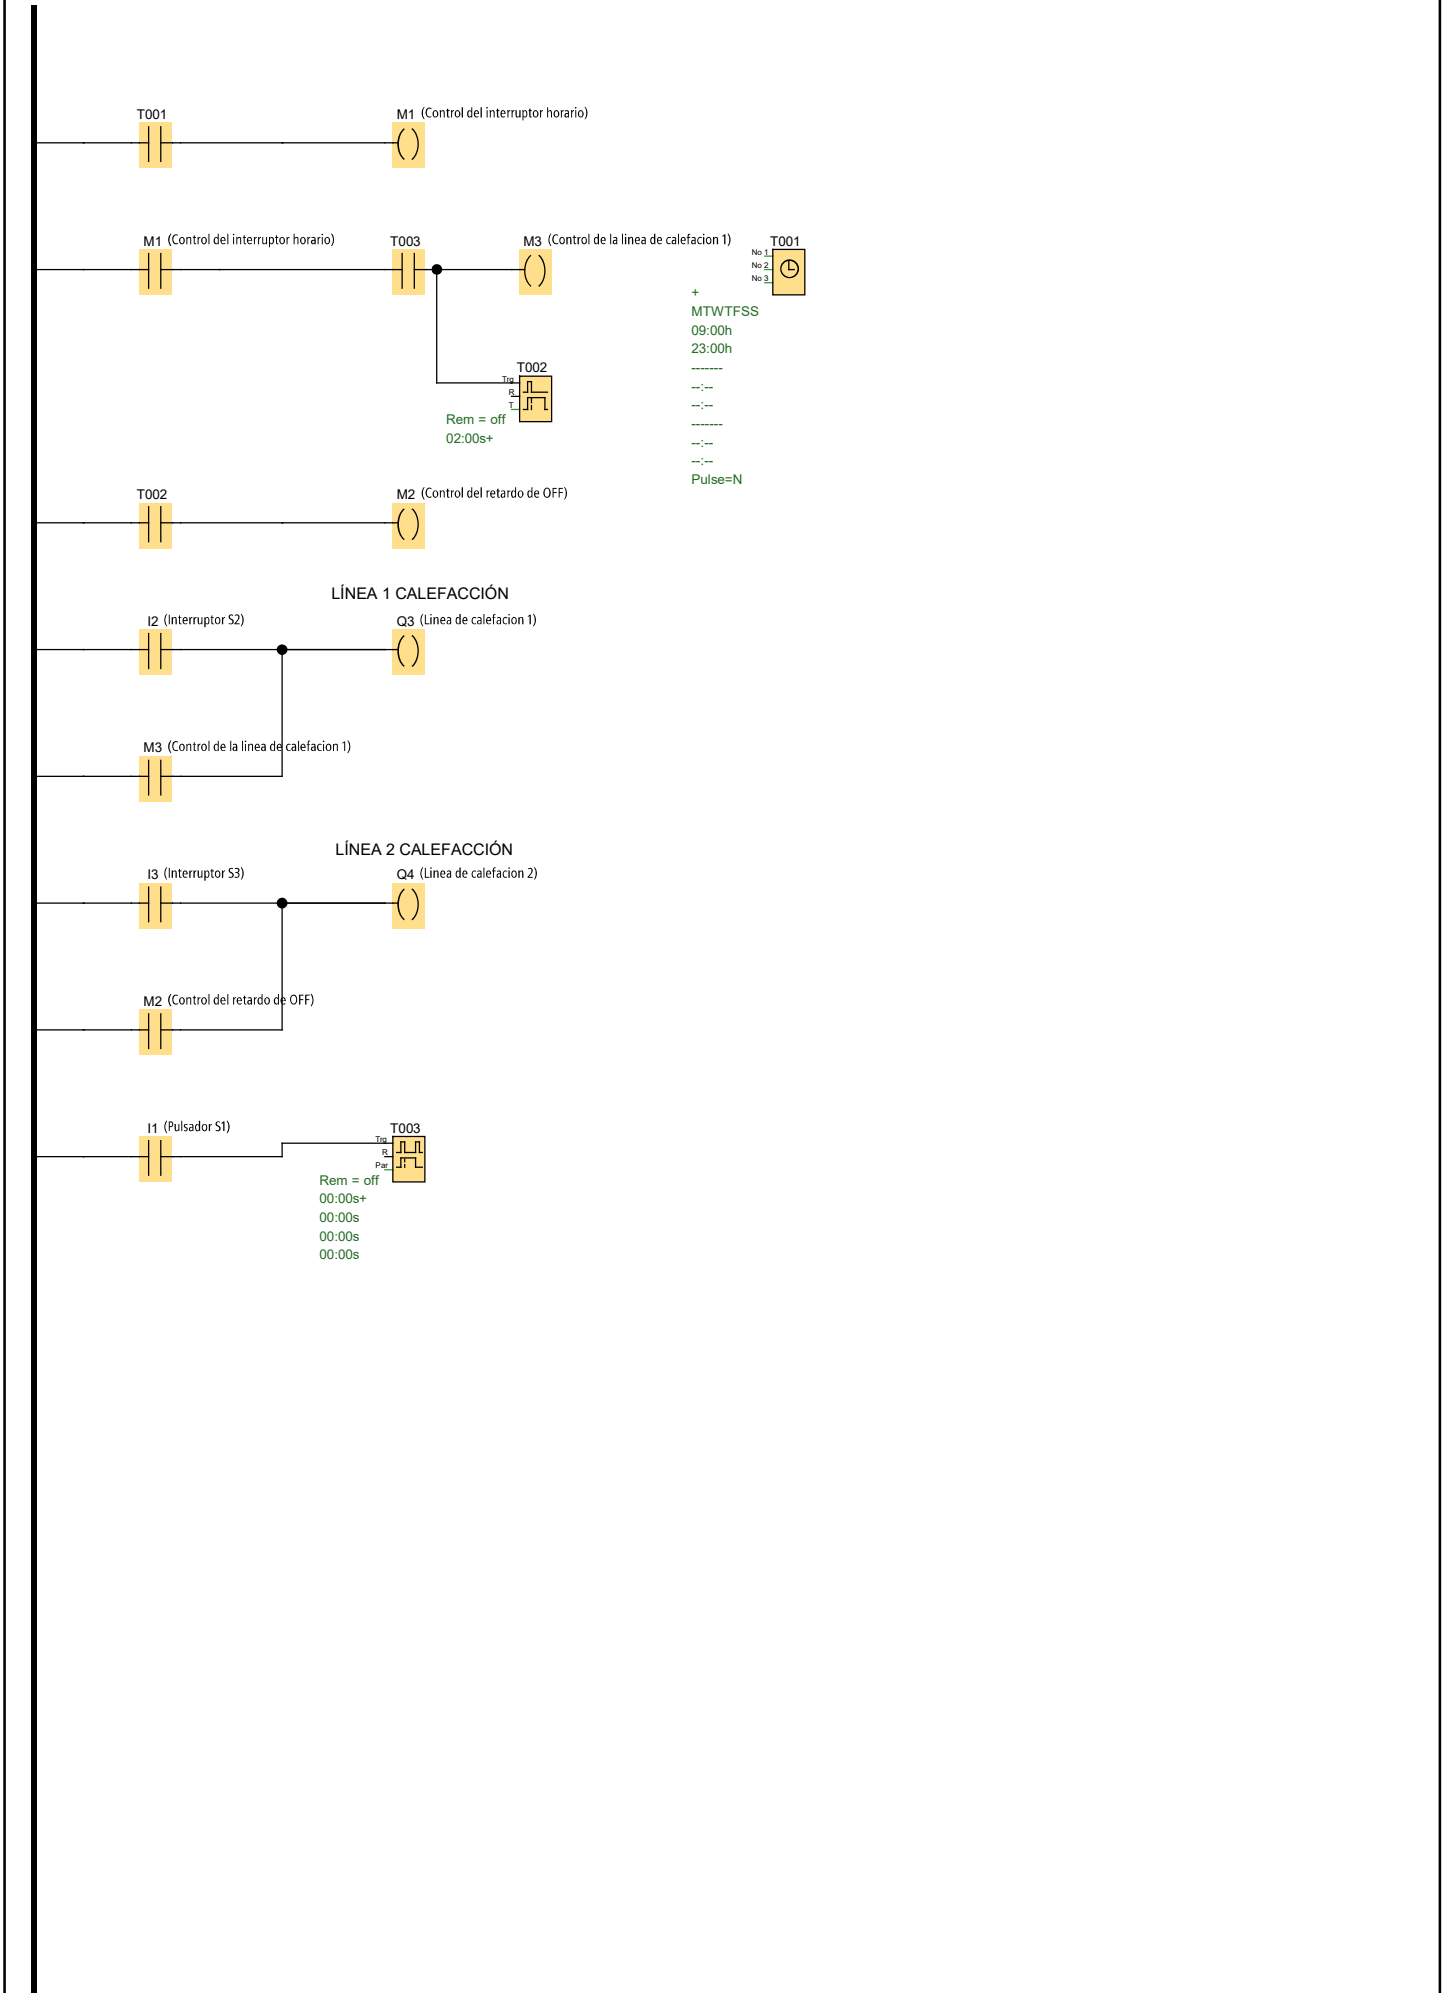 T001
M1 (Control del interruptor horario)
M1 (Control del interruptor horario)
T003
M3 (Control de la linea de calefacion 1)
T001
No 1
No 2
No 3
+
MTWTFSS
09:00h
23:00h
-------
--:--
--:--
-------
--:--
--:--
Pulse=N
T002
Trg
R
T
Rem = off
02:00s+
T002
M2 (Control del retardo de OFF)
LÍNEA 1 CALEFACCIÓN
I2 (Interruptor S2)
Q3 (Linea de calefacion 1)
M3 (Control de la linea de calefacion 1)
LÍNEA 2 CALEFACCIÓN
I3 (Interruptor S3)
Q4 (Linea de calefacion 2)
M2 (Control del retardo de OFF)
I1 (Pulsador S1)
T003
Trg
R
Par
Rem = off
00:00s+
00:00s
00:00s
00:00s